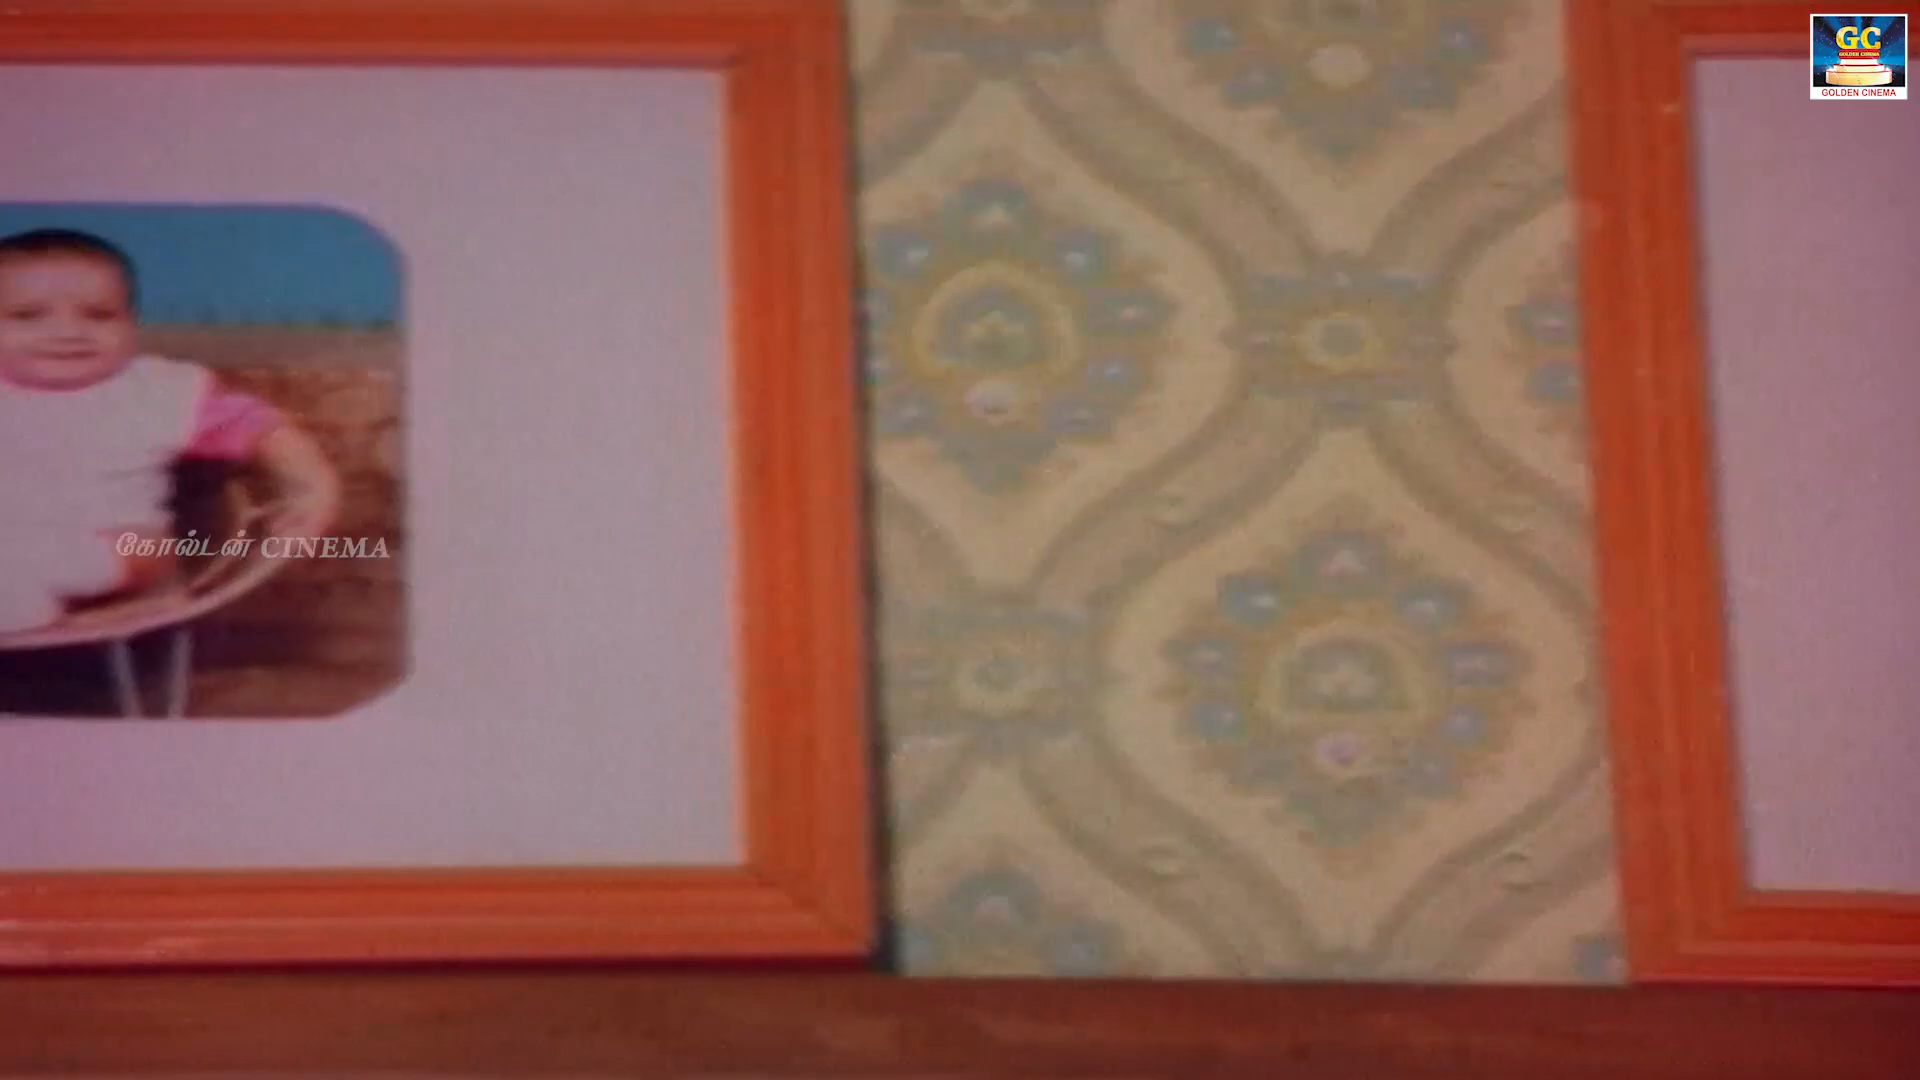 GC
GOLDEN CINEMA
GOLDEN CINEMA
கோல்டன் CINEMA